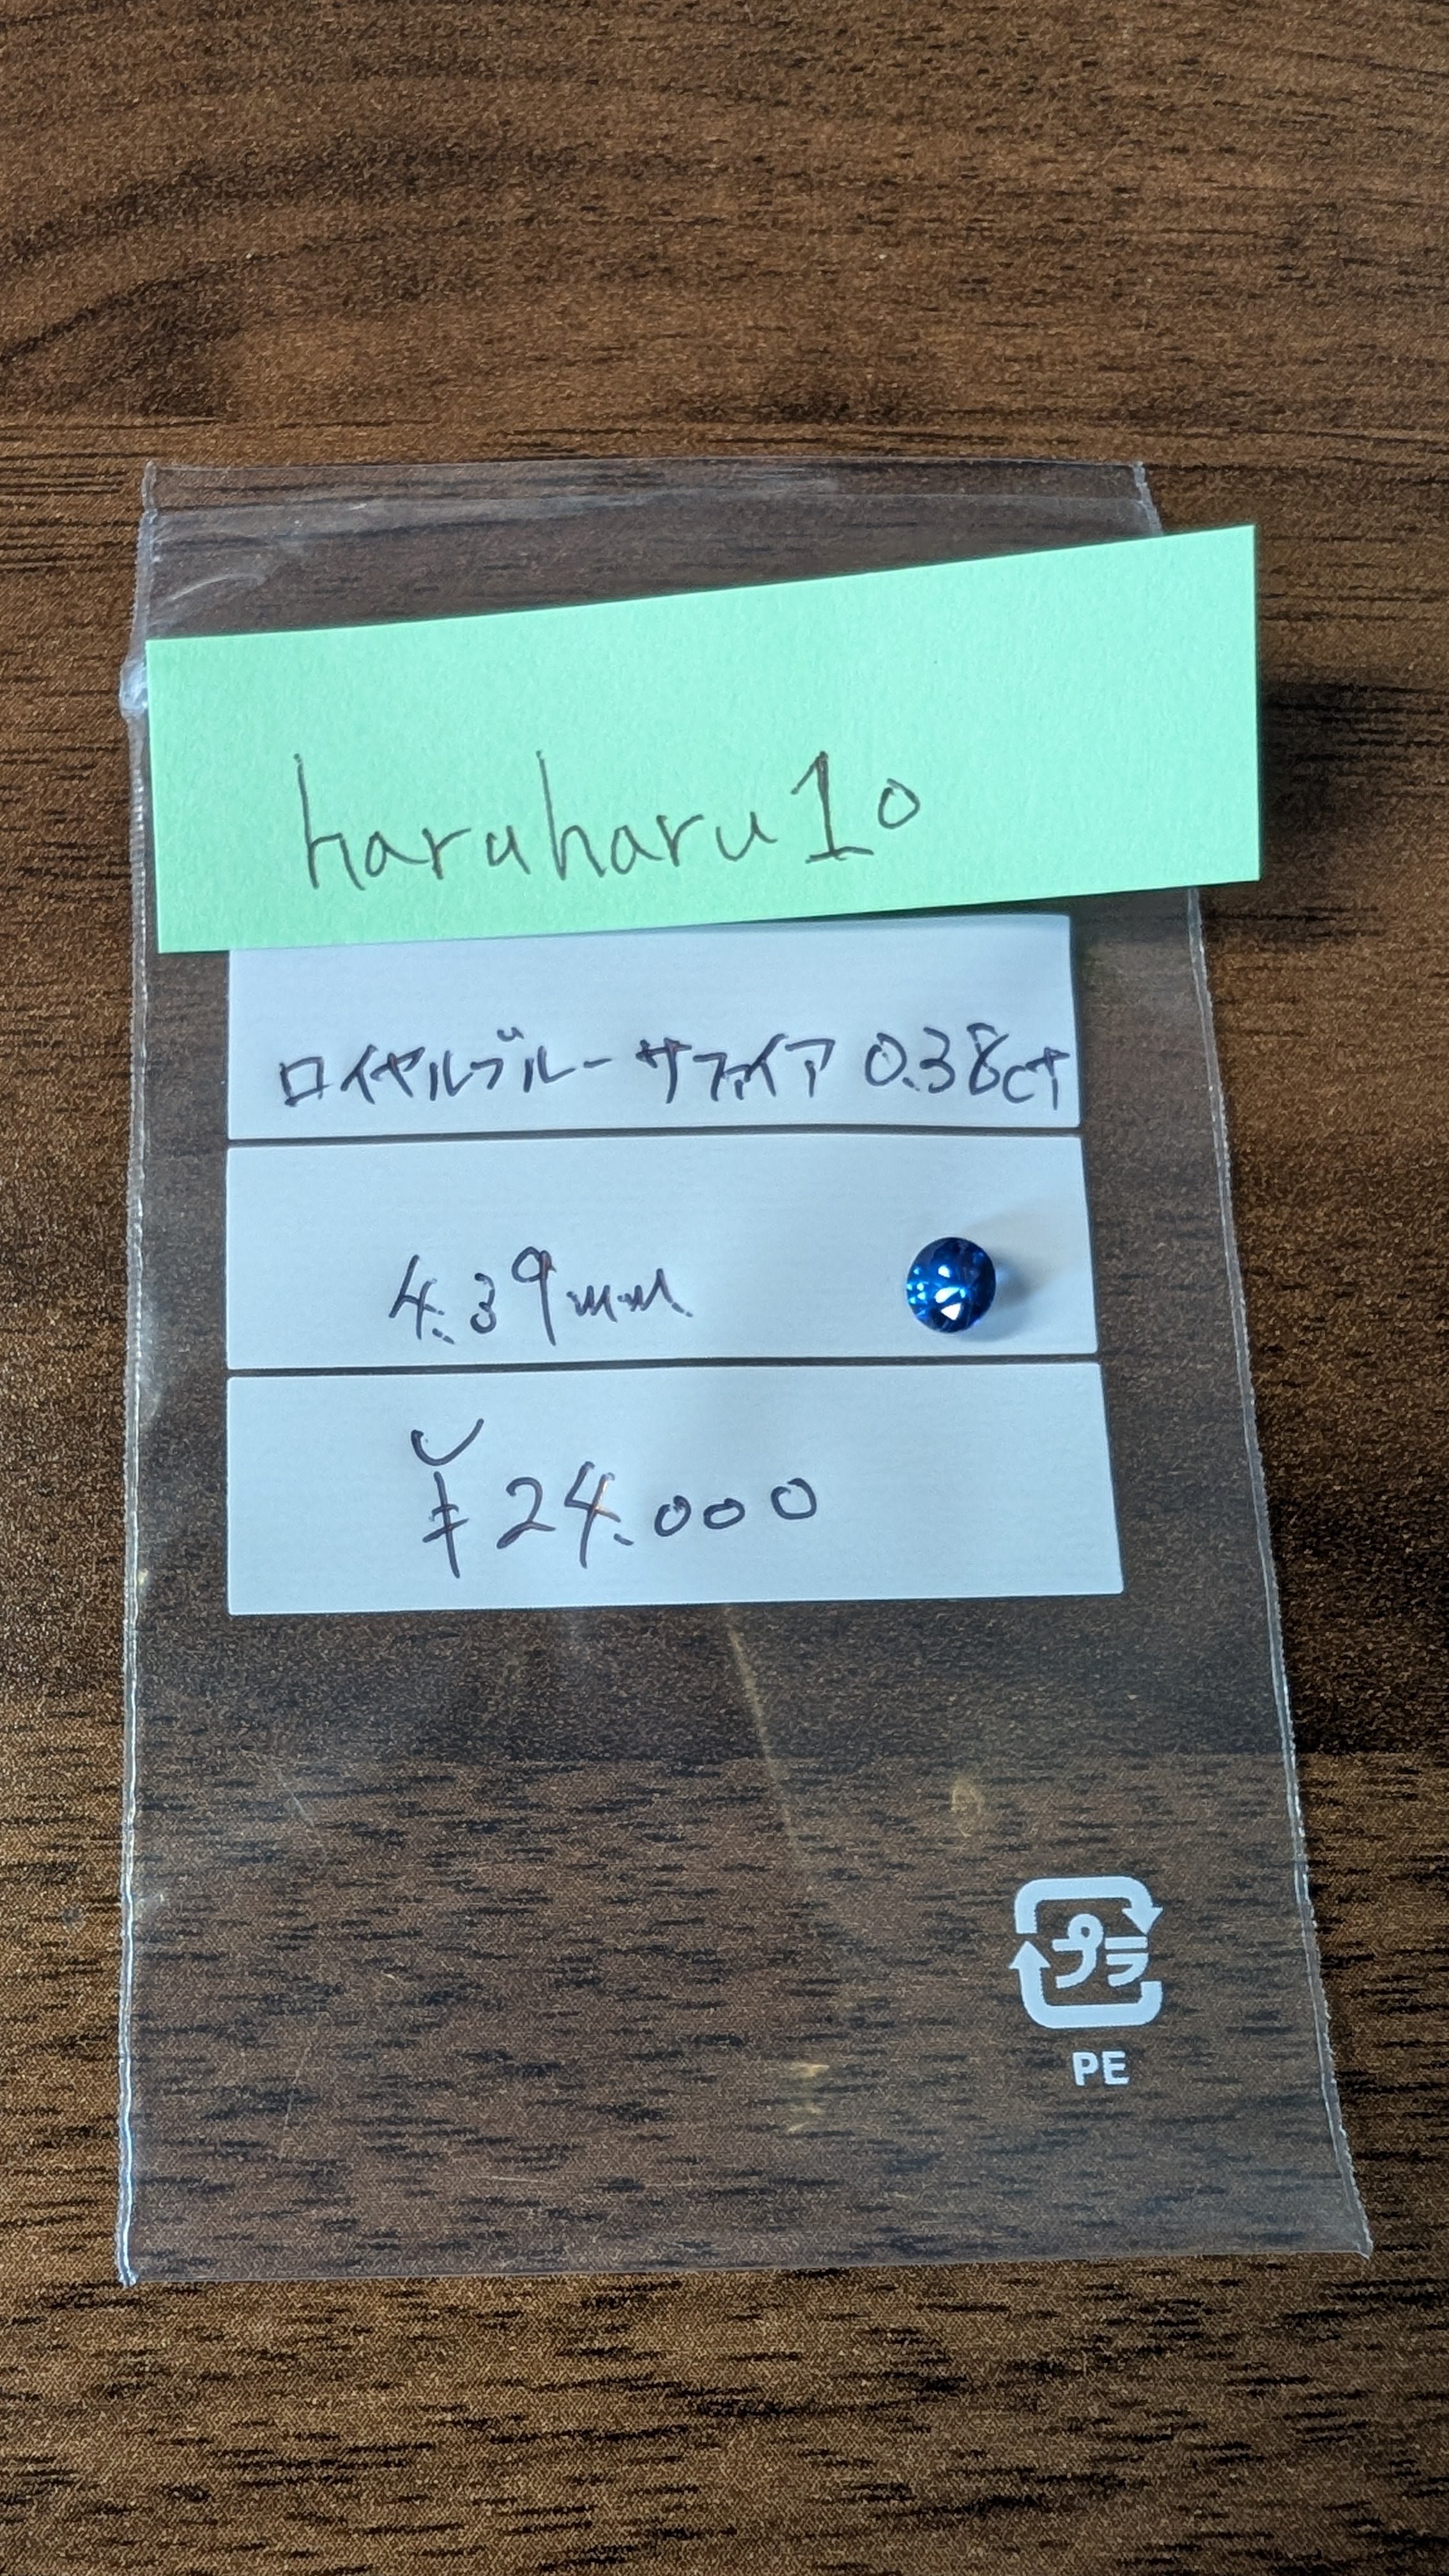 haruharu10
ロイヤルブルーサファイア 0.38ct
4.39mm
¥24.000
プラ
PE